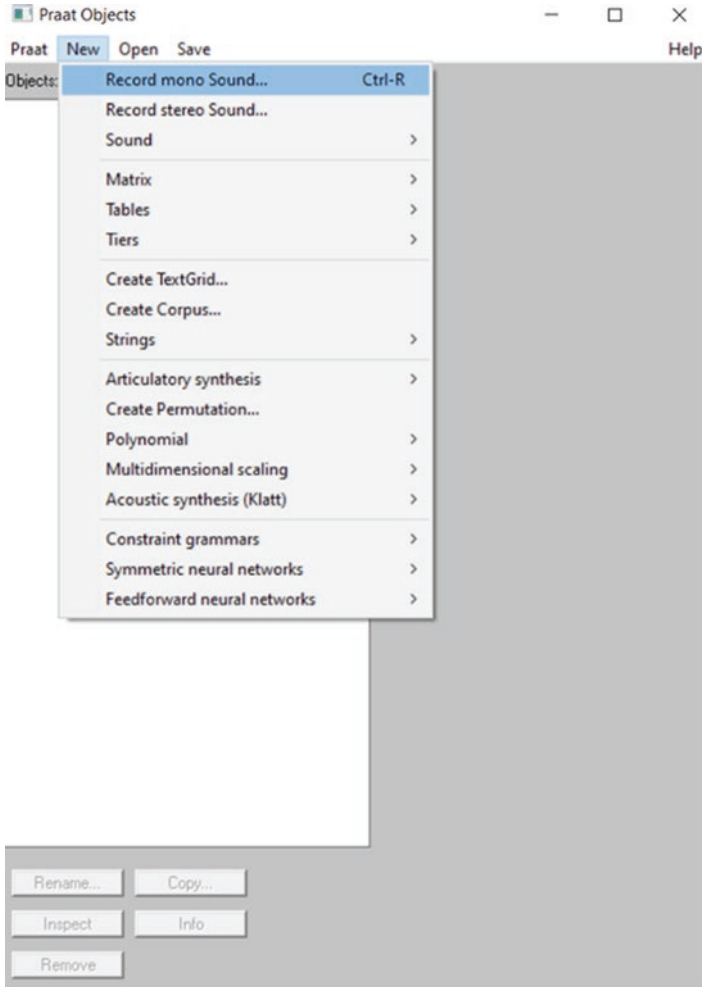 Praat Objects
Praat New Open Save Help
Objects:
Record mono Sound... Ctrl-R
Record stereo Sound...
Sound
Matrix
Tables
Tiers
Create TextGrid...
Create Corpus...
Strings
Articulatory synthesis
Create Permutation...
Polynomial
Multidimensional scaling
Acoustic synthesis (Klatt)
Constraint grammars
Symmetric neural networks
Feedforward neural networks
Rename... Copy...
Inspect Info
Remove